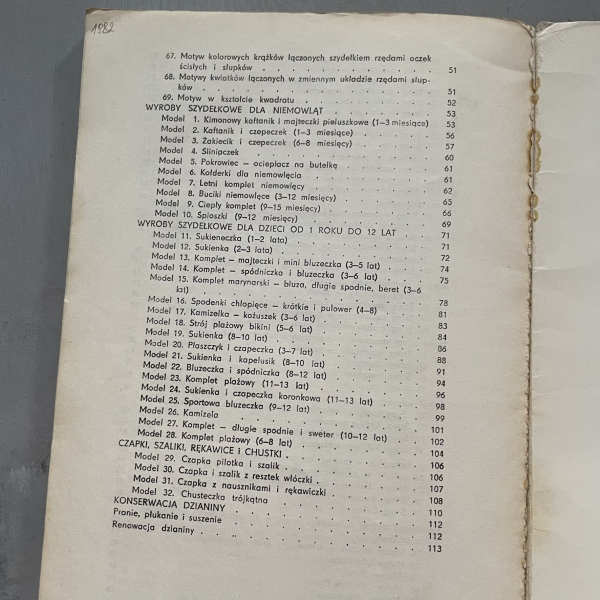 1982
67. Motyw kolorowych krążków łączonych szydełkiem rzędami oczek
ścisłych i słupków . . . . . . . . . . 51
68. Motywy kwiatków łączonych w zmiennym układzie rzędami słup-
ków . . . . . . . . . . 51
69. Motyw w kształcie kwadratu . . . . . . . 52
WYROBY SZYDEŁKOWE DLA NIEMOWLĄT . . . . . 53
Model 1. Kimonowy kaftanik i majteczki pieluszkowe (1–3 miesiące) 53
Model 2. Kaftanik i czepeczek (1–3 miesiące) . . . . 56
Model 3. Żakiecik i czepeczek (6–8 miesięcy) . . . . 57
Model 4. Śliniaczek . . . . . . . . 60
Model 5. Pokrowiec – ocieplacz na butelkę . . . . 61
Model 6. Kołderki dla niemowlęcia . . . . . 61
Model 7. Letni komplet niemowlęcy . . . . . 62
Model 8. Buciki niemowlęce (3–12 miesięcy) . . . . 65
Model 9. Ciepły komplet (9–15 miesięcy) . . . . 66
Model 10. Śpioszki (9–12 miesięcy) . . . . . 69
WYROBY SZYDEŁKOWE DLA DZIECI OD 1 ROKU DO 12 LAT . 71
Model 11. Sukieneczka (1–2 lata) . . . . . 71
Model 12. Sukienka (2–3 lata) . . . . . . 72
Model 13. Komplet – majteczki i mini bluzeczka (3–5 lat) . . 74
Model 14. Komplet – spódniczka i bluzeczka (3–6 lat) . . 75
Model 15. Komplet marynarski – bluza, długie spodnie, beret (3–6
lat) . . . . . . . . . . 78
Model 16. Spodenki chłopięce – krótkie i pulower (4–8) . . 81
Model 17. Kamizelka – kożuszek (3–6 lat) . . . . 83
Model 18. Strój plażowy bikini (5–6 lat) . . . . 84
Model 19. Sukienka (8–10 lat) . . . . . . 86
Model 20. Płaszczyk i czapeczka (3–7 lat) . . . . 88
Model 21. Sukienka i kapelusik (8–10 lat) . . . . 91
Model 22. Bluzeczka i spódniczka (8–12 lat) . . . . 94
Model 23. Komplet plażowy (11–13 lat) . . . . . 96
Model 24. Sukienka i czapeczka koronkowa (11–13 lat) . . 98
Model 25. Sportowa bluzeczka (9–12 lat) . . . . 99
Model 26. Kamizela . . . . . . . . 101
Model 27. Komplet – długie spodnie i sweter (10–12 lat) . . 102
Model 28. Komplet plażowy (6–8 lat) . . . . . 104
CZAPKI, SZALIKI, RĘKAWICE i CHUSTKI . . . . . 106
Model 29. Czapka pilotka i szalik . . . . . 106
Model 30. Czapka i szalik z resztek włóczki . . . . 107
Model 31. Czapka z nausznikami i rękawiczki . . . . 108
Model 32. Chusteczka trójkątna . . . . . . 110
KONSERWACJA DZIANINY . . . . . . . 112
Pranie, płukanie i suszenie . . . . . . . 112
Renowacja dzianiny . . . . . . . . 113